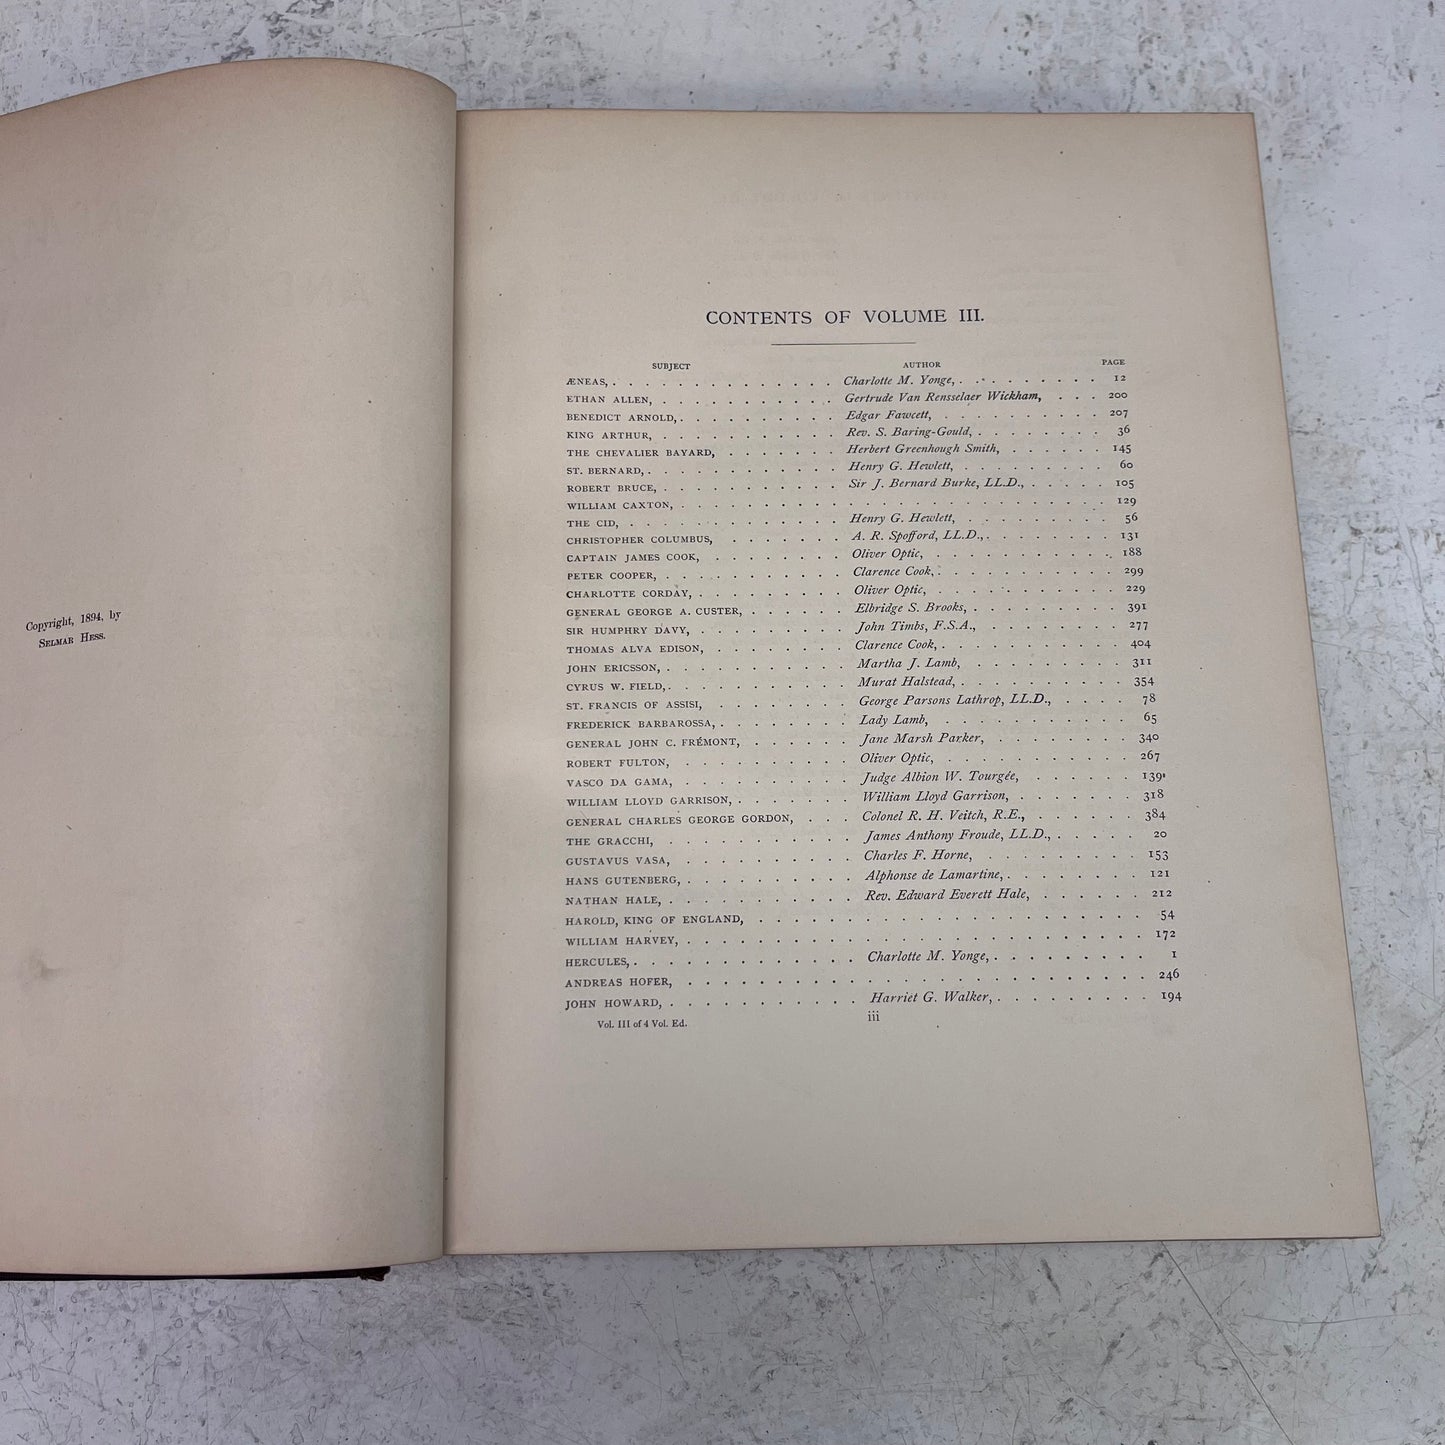 Copyright, 1894, by
SELMAR HESS.
CONTENTS OF VOLUME III.
SUBJECT AUTHOR PAGE
ÆNEAS, Charlotte M. Yonge, 12
ETHAN ALLEN, Gertrude Van Rensselaer Wickham, 200
BENEDICT ARNOLD, Edgar Fawcett, 207
KING ARTHUR, Rev. S. Baring-Gould, 36
THE CHEVALIER BAYARD, Herbert Greenhough Smith, 145
ST. BERNARD, Henry G. Hewlett, 60
ROBERT BRUCE, Sir J. Bernard Burke, LL.D., 105
WILLIAM CAXTON, 129
THE CID, Henry G. Hewlett, 56
CHRISTOPHER COLUMBUS, A. R. Spofford, LL.D., 131
CAPTAIN JAMES COOK, Oliver Optic, 188
PETER COOPER, Clarence Cook, 299
CHARLOTTE CORDAY, Oliver Optic, 229
GENERAL GEORGE A. CUSTER, Elbridge S. Brooks, 391
SIR HUMPHRY DAVY, John Timbs, F.S.A., 277
THOMAS ALVA EDISON, Clarence Cook, 404
JOHN ERICSSON, Martha J. Lamb, 311
CYRUS W. FIELD, Murat Halstead, 354
ST. FRANCIS OF ASSISI, George Parsons Lathrop, LL.D., 78
FREDERICK BARBAROSSA, Lady Lamb, 65
GENERAL JOHN C. FRÉMONT, Jane Marsh Parker, 340
ROBERT FULTON, Oliver Optic, 267
VASCO DA GAMA, Judge Albion W. Tourgée, 139
WILLIAM LLOYD GARRISON, William Lloyd Garrison, 318
GENERAL CHARLES GEORGE GORDON, Colonel R. H. Veitch, R.E., 384
THE GRACCHI, James Anthony Froude, LL.D., 20
GUSTAVUS VASA, Charles F. Horne, 153
HANS GUTENBERG, Alphonse de Lamartine, 121
NATHAN HALE, Rev. Edward Everett Hale, 212
HAROLD, KING OF ENGLAND, 54
WILLIAM HARVEY, 172
HERCULES, Charlotte M. Yonge, 1
ANDREAS HOFER, 246
JOHN HOWARD, Harriet G. Walker, 194
Vol. III of 4 Vol. Ed. iii